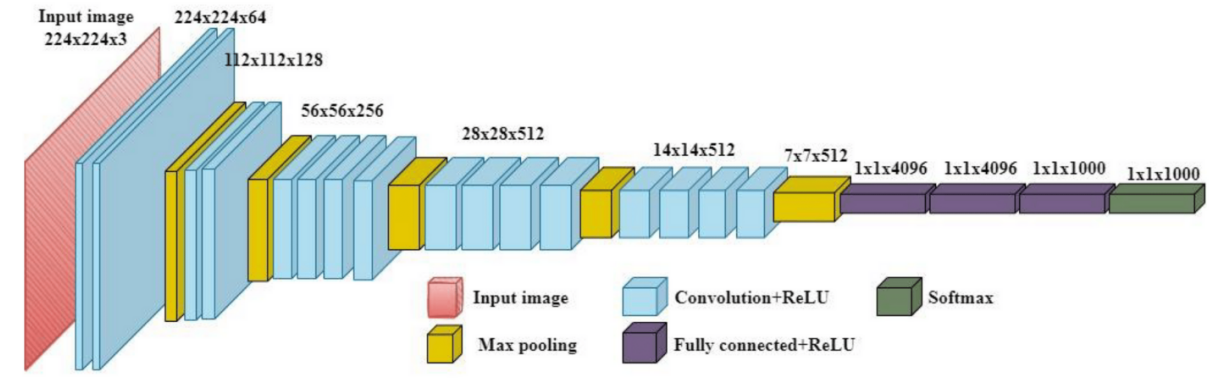 Input image
224x224x3
224x224x64
112x112x128
56x56x256
28x28x512
14x14x512
7x7x512
1x1x4096
1x1x4096
1x1x1000
1x1x1000
Input image
Convolution+ReLU
Softmax
Max pooling
Fully connected+ReLU